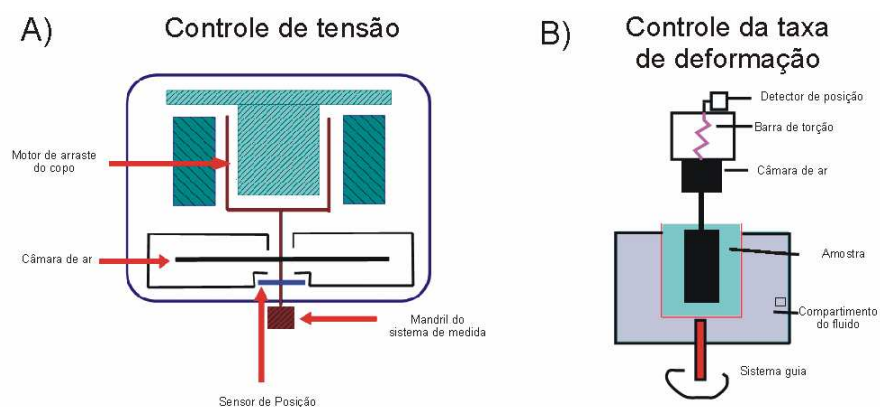 A)
Controle de tensão
Motor de arraste
do copo
Câmara de ar
Mandril do
sistema de medida
Sensor de Posição
B)
Controle da taxa
de deformação
Detector de posição
Barra de torção
Câmara de ar
Amostra
Compartimento
do fluido
Sistema guia